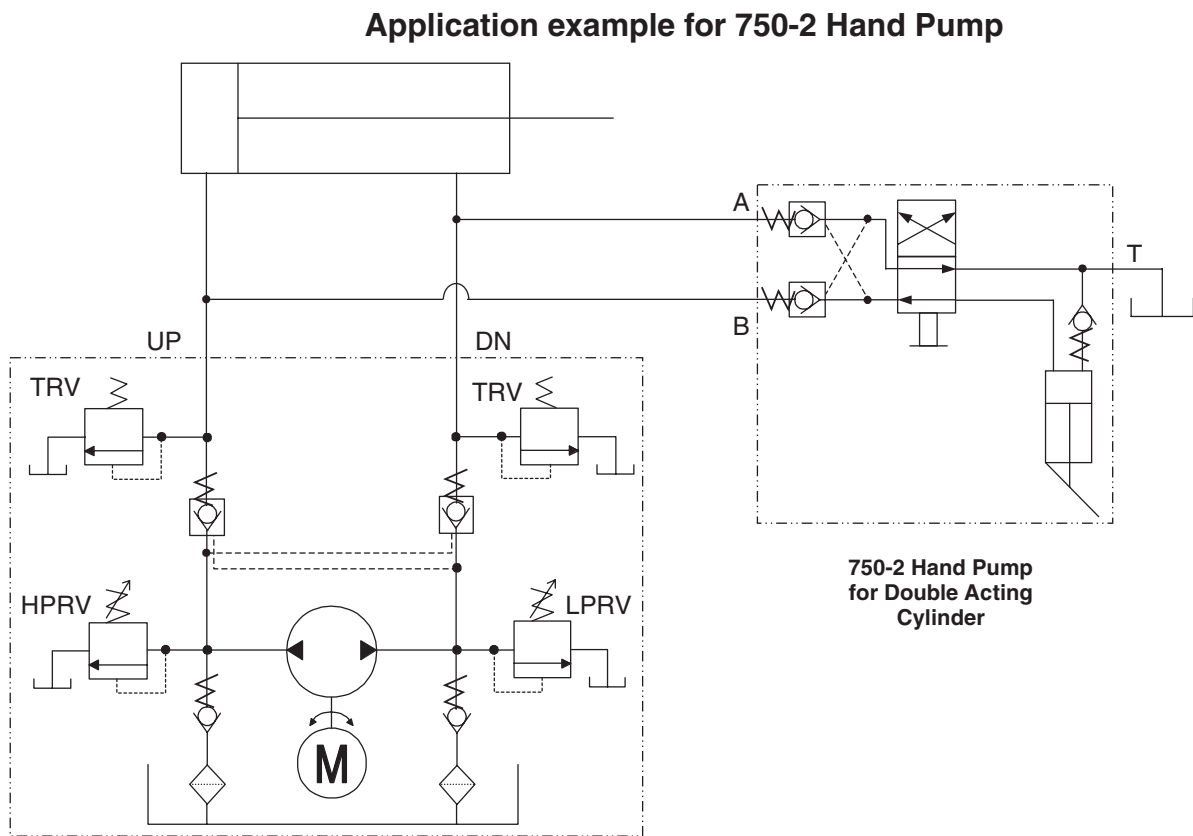 Application example for 750-2 Hand Pump
A
T
B
UP
DN
TRV
TRV
HPRV
LPRV
M
750-2 Hand Pump
for Double Acting
Cylinder